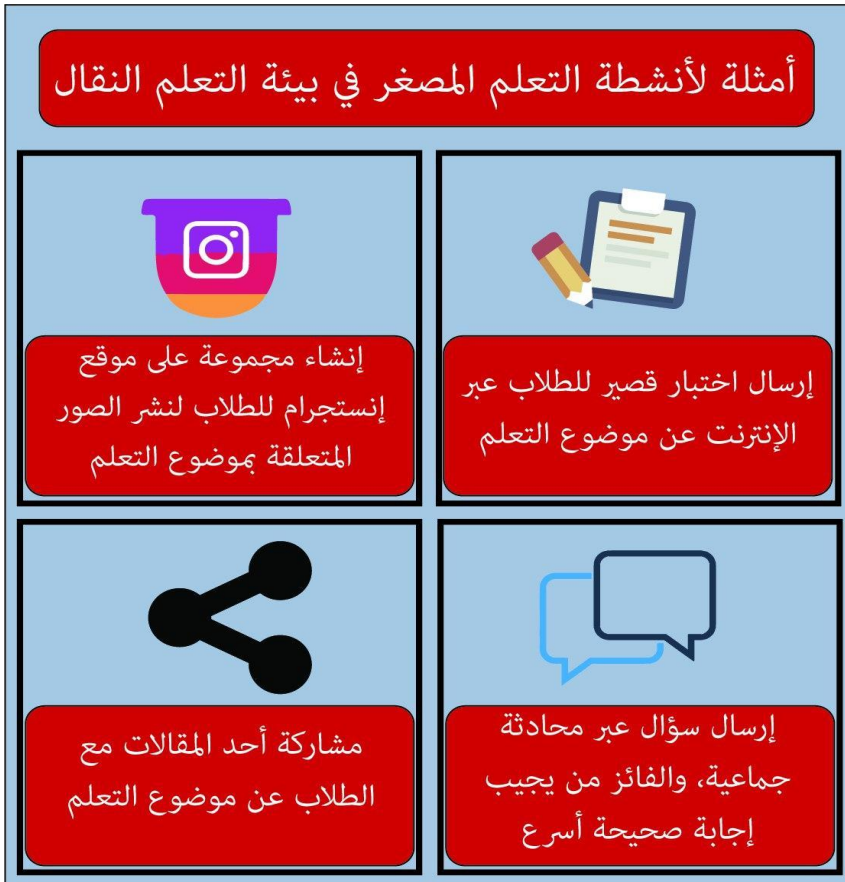 أمثلة لأنشطة التعلم المصغر في بيئة التعلم النقال
إرسال اختبار قصير للطلاب عبر
الإنترنت عن موضوع التعلم
إنشاء مجموعة على موقع
إنستجرام للطلاب لنشر الصور
المتعلقة بموضوع التعلم
إرسال سؤال عبر محادثة
جماعية، والفائز من يجيب
إجابة صحيحة أسرع
مشاركة أحد المقالات مع
الطلاب عن موضوع التعلم